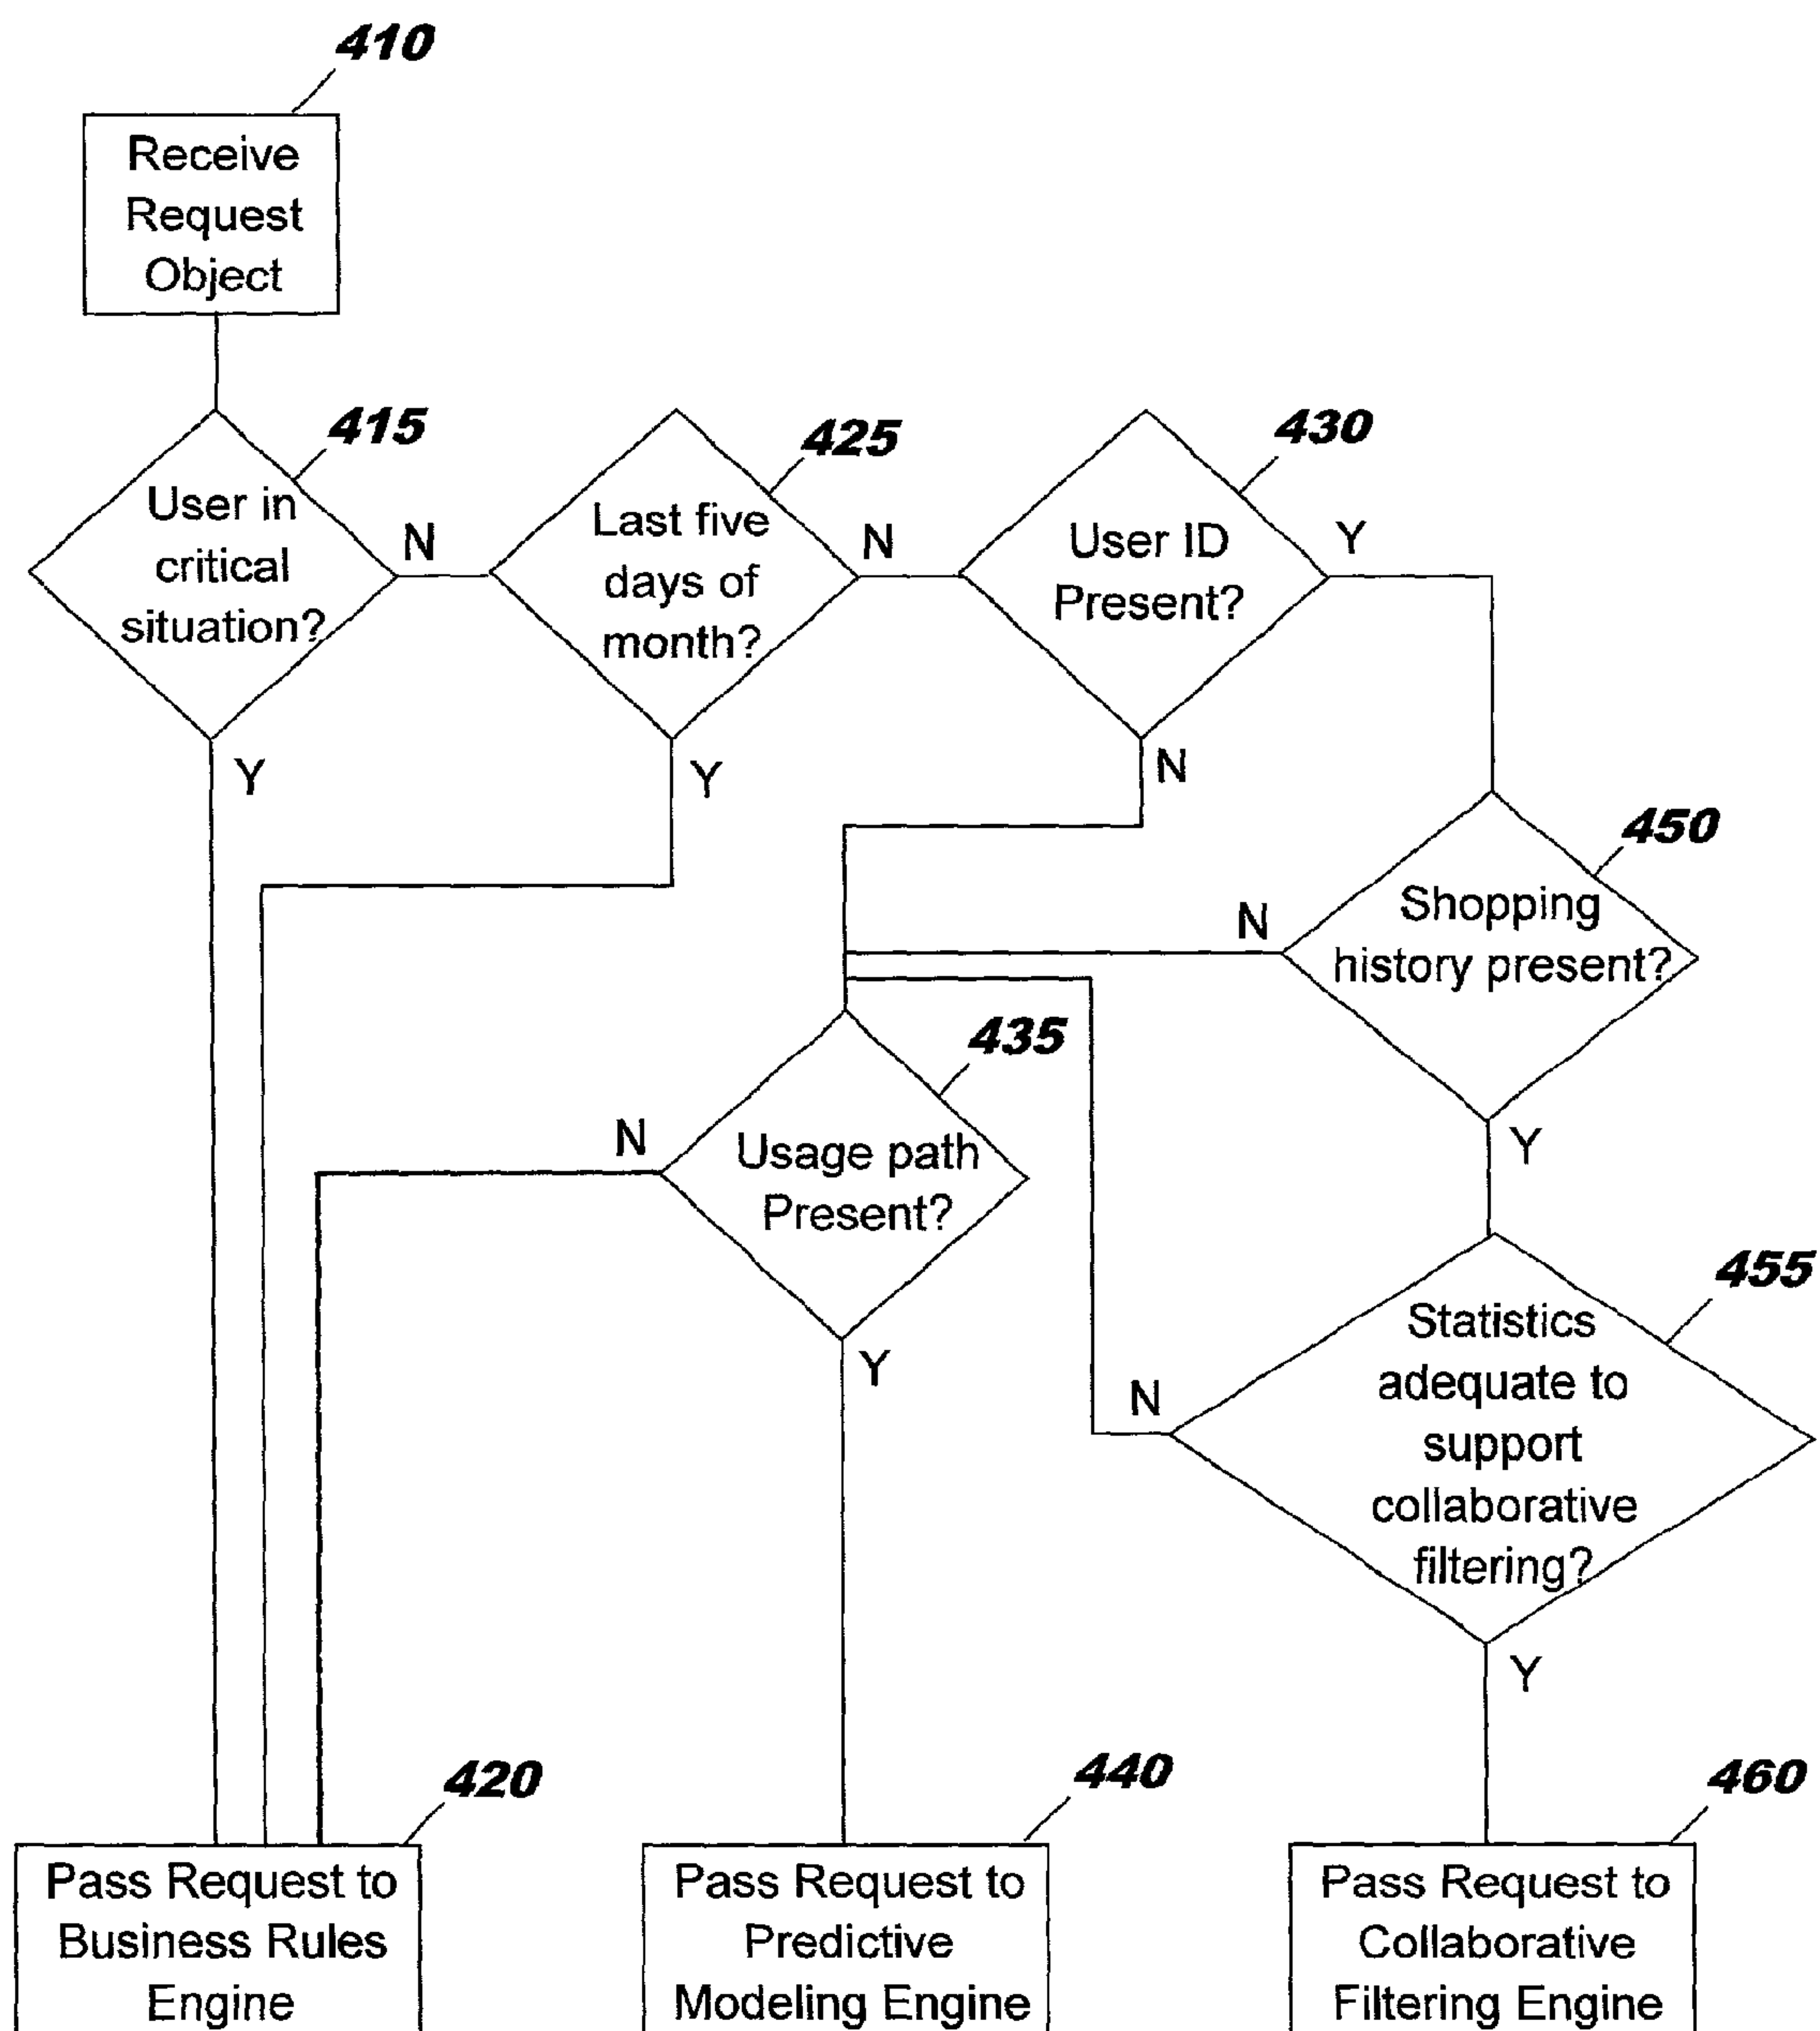 410
Receive
Request
Object
415
User in
critical
situation?
N
Y
425
Last five
days of
month?
N
Y
430
User ID
Present?
Y
N
450
Shopping
history present?
N
Y
435
Usage path
Present?
N
Y
455
Statistics
adequate to
support
collaborative
filtering?
N
Y
420
Pass Request to
Business Rules
Engine
440
Pass Request to
Predictive
Modeling Engine
460
Pass Request to
Collaborative
Filtering Engine